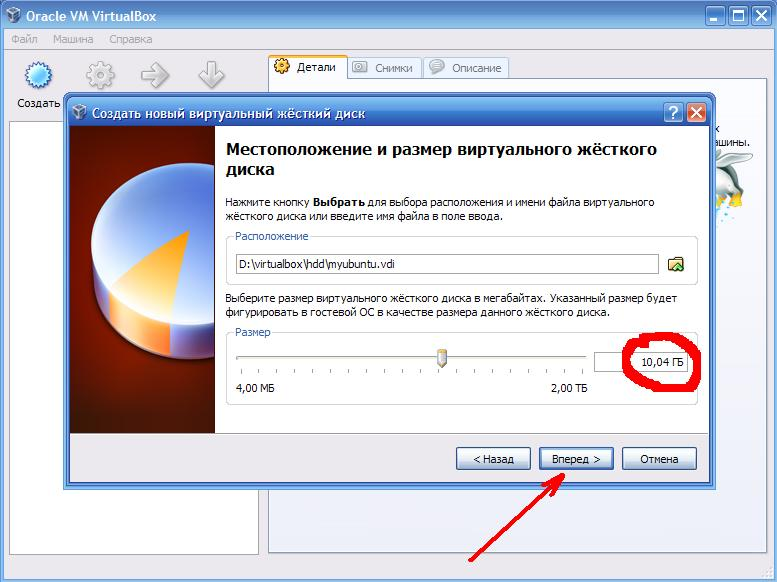 Oracle VM VirtualBox
Файл Машина Справка
Создать
Детали Снимки Описание
Создать новый виртуальный жёсткий диск
Местоположение и размер виртуального жёсткого
диска
Нажмите кнопку Выбрать для выбора расположения и имени файла виртуального
жёсткого диска или введите имя файла в поле ввода.
Расположение
D:\virtualbox\hdd\myubuntu.vdi
Выберите размер виртуального жёсткого диска в мегабайтах. Указанный размер будет
фигурировать в гостевой ОС в качестве размера данного жёсткого диска.
Размер
10,04 ГБ
4,00 МБ 2,00 ТБ
< Назад Вперед > Отмена